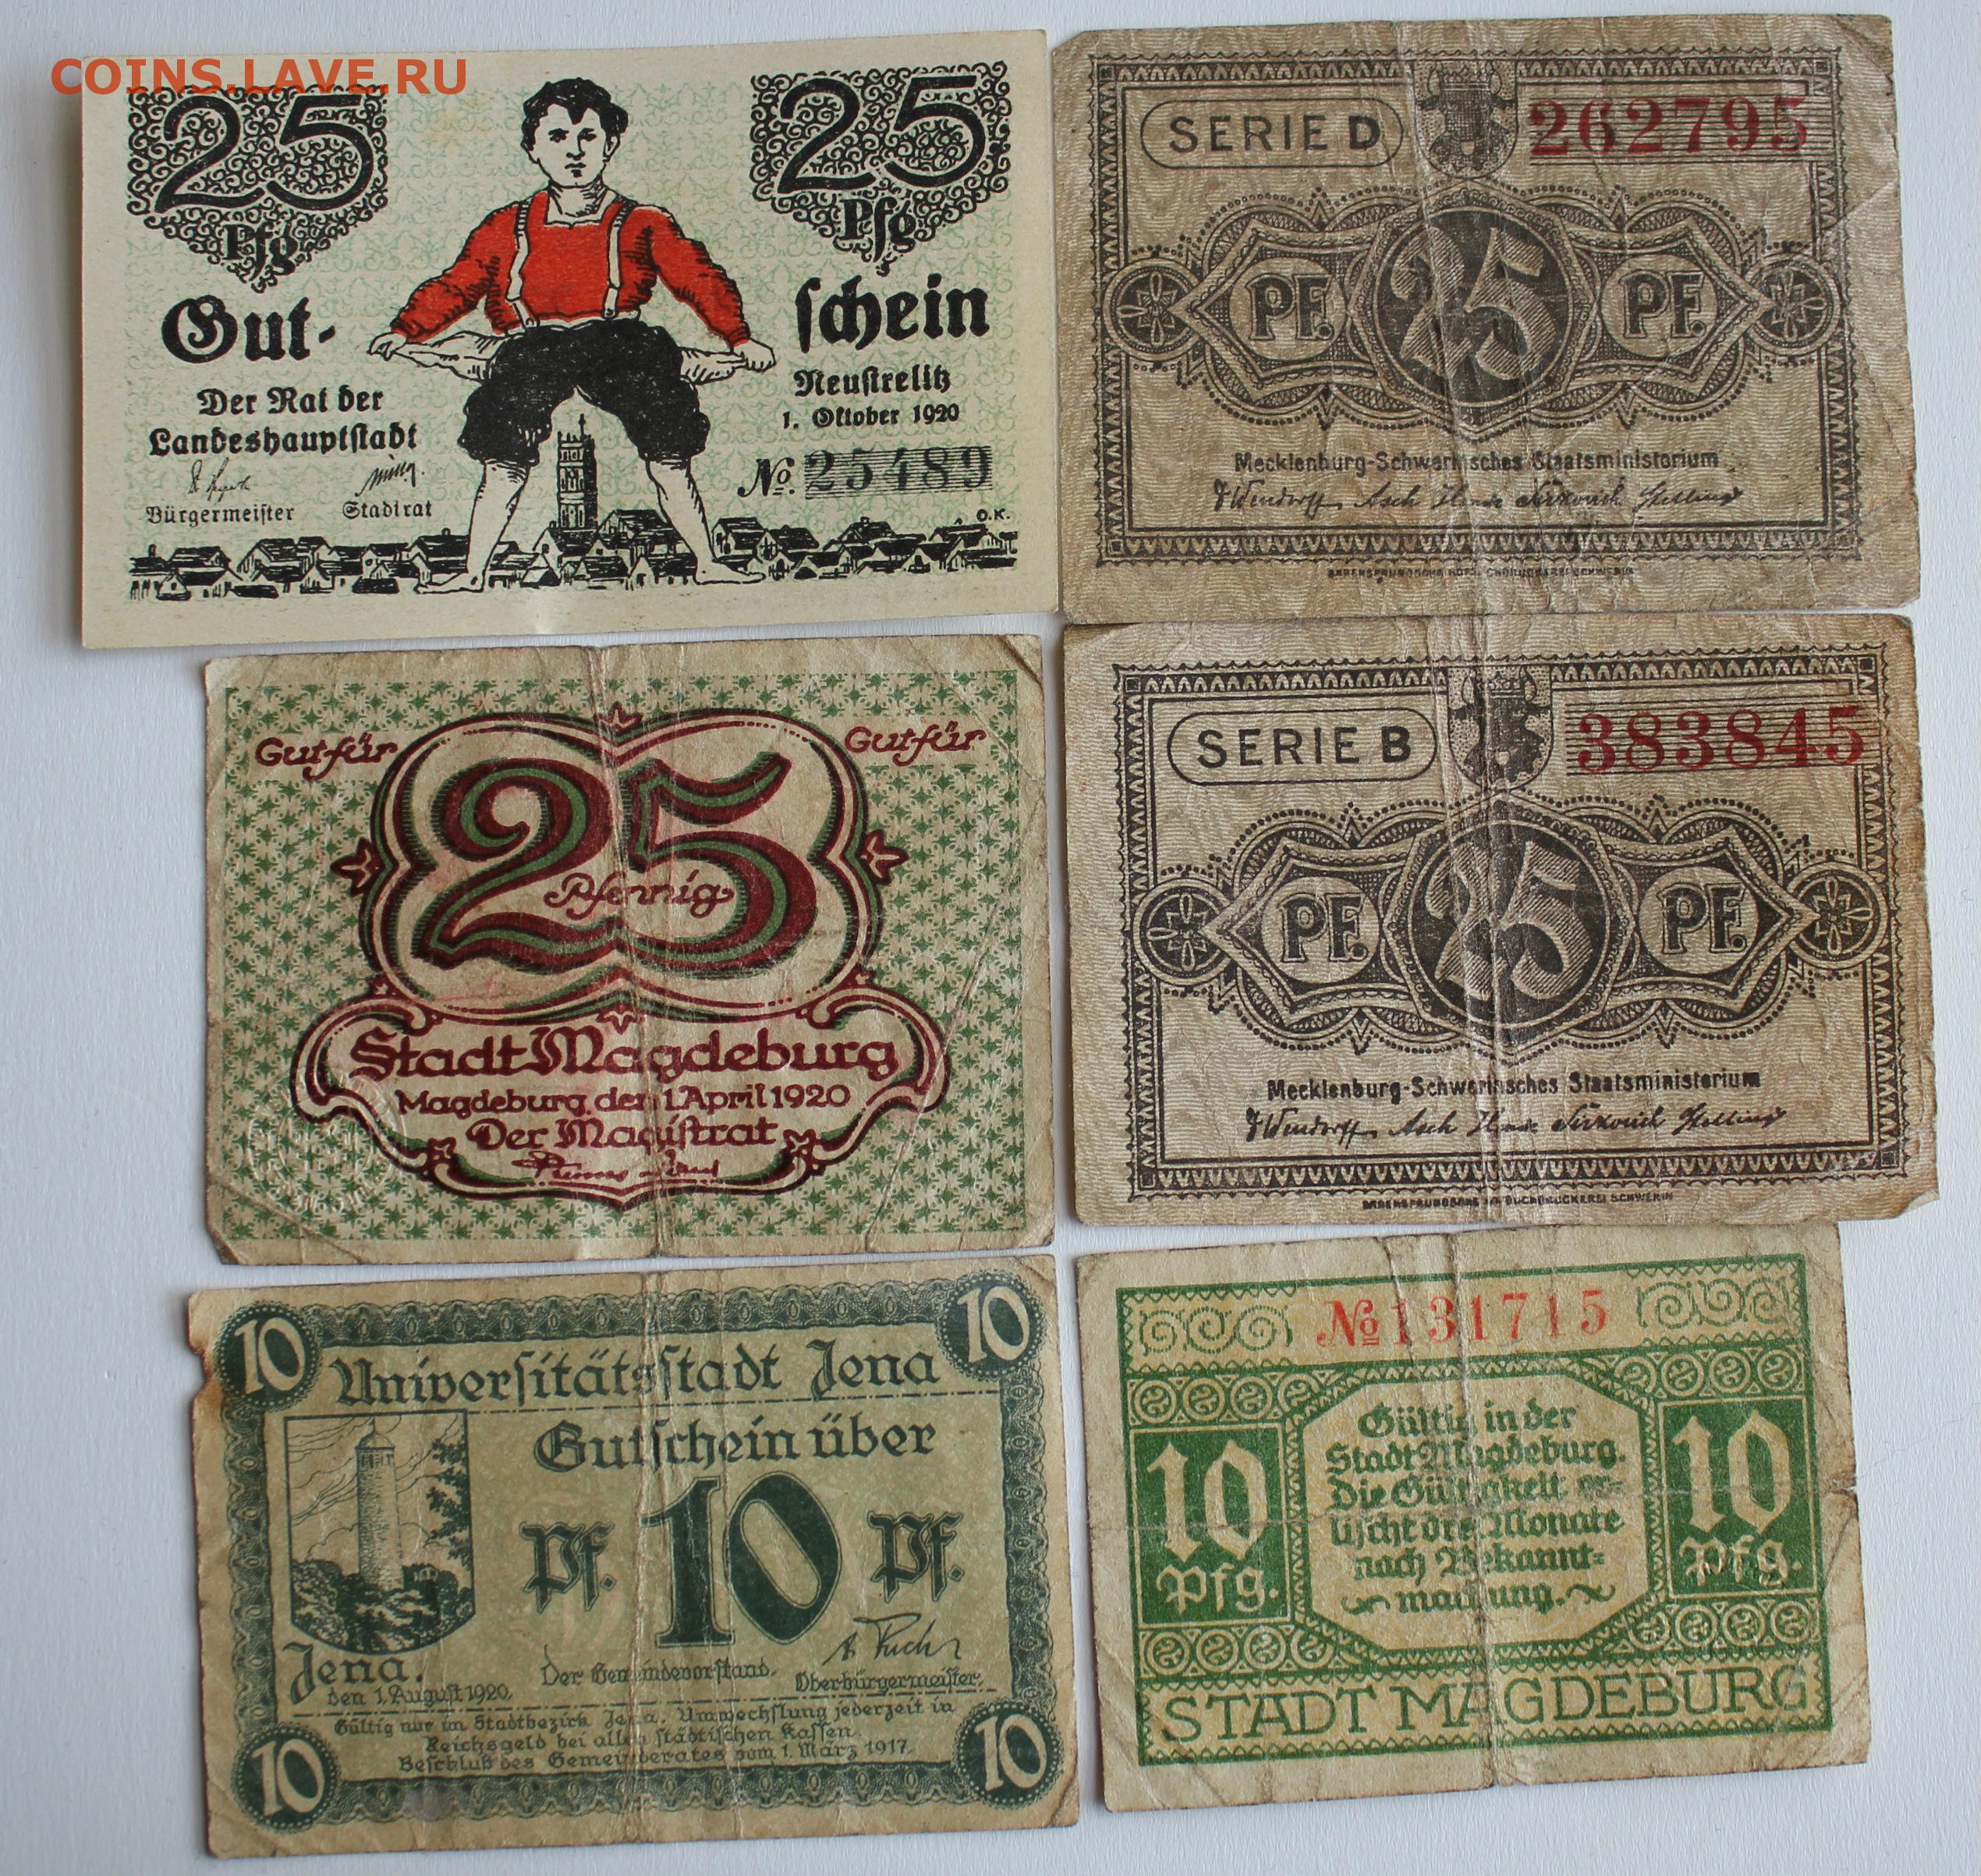 COINS.LAVE.RU
25 Pfg
25 Pfg
Gut-
schein
Der Rat der
Landeshauptstadt
Bürgermeister
Stadtrat
Neustrelitz
1. Oktober 1920
No. 25489
O.K.
SERIE D
262795
PF. 25 PF.
Mecklenburg-Schwerinsches Staatsministerium
Gut für
Gut für
25
Pfennig
Stadt Magdeburg
Magdeburg, den 1. April 1920
Der Magistrat
SERIE B
383845
PF. 25 PF.
Mecklenburg-Schwerinsches Staatsministerium
BUCHDRUCKEREI SCHWERIN
10
10
Universitätsstadt Jena
Gutschein über
Pf. 10 Pf.
Jena,
den 1. August 1920.
Der Gemeindevorstand.
Oberbürgermeister.
Gültig nur im Stadtbezirk Jena. Umwechslung jederzeit in
Reichsgeld bei allen städtischen Kassen.
Beschluß des Gemeinderates vom 1. März 1917.
10
10
№ 131715
10
Pfg.
Gültig in der
Stadt Magdeburg.
Die Gültigkeit er=
lischt drei Monate
nach Bekannt=
machung.
10
Pfg.
STADT MAGDEBURG